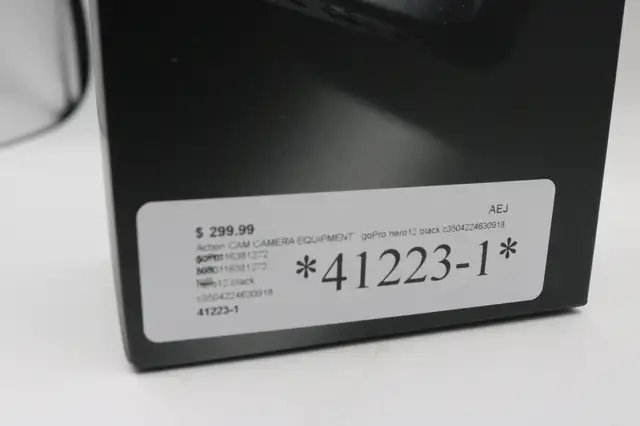 AEJ
$ 299.99
Action CAM CAMERA EQUIPMENT goPro hero12 black c3504224630918
hero12 black
c3504224630918
41223-1
*41223-1*